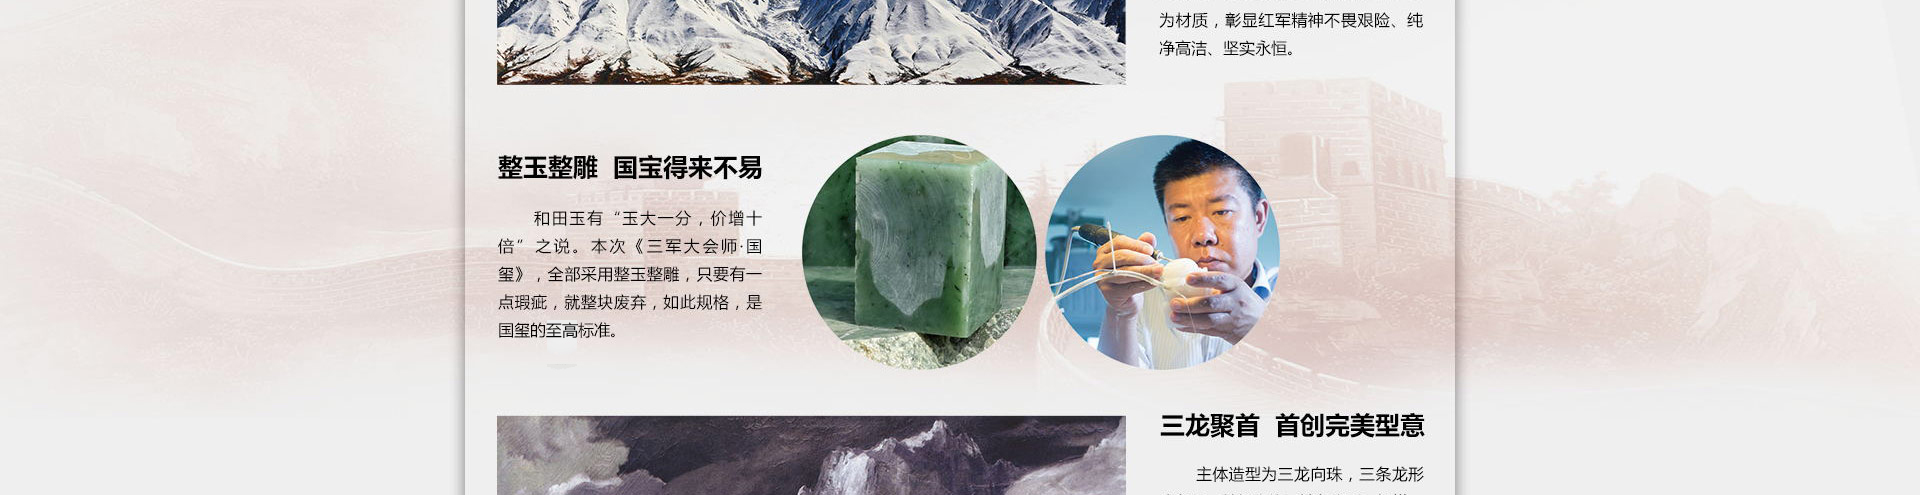 为材质，彰显红军精神不畏艰险、纯
净高洁、坚实永恒。
整玉整雕 国宝得来不易
和田玉有“玉大一分，价增十
倍”之说。本次《三军大会师·国
玺》，全部采用整玉整雕，只要有一
点瑕疵，就整块废弃，如此规格，是
国玺的至高标准。
三龙聚首 首创完美型意
主体造型为三龙向珠，三条龙形